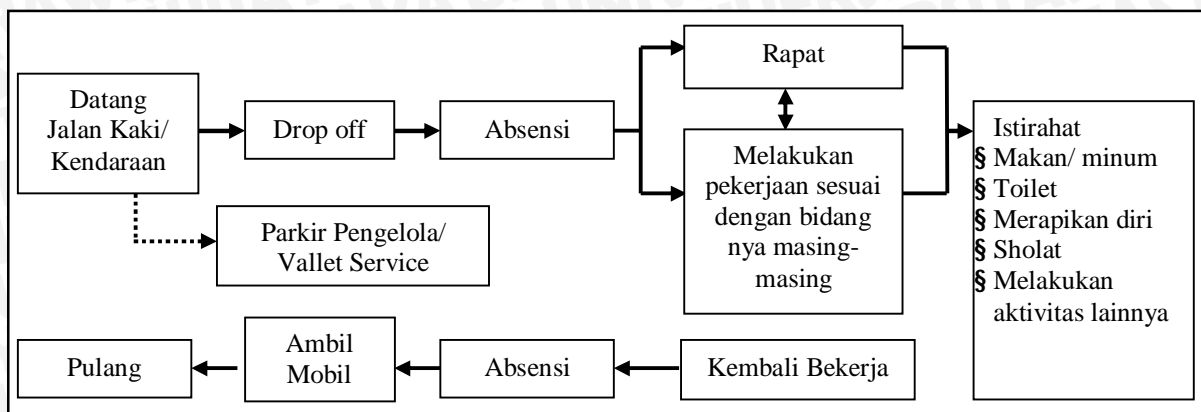 Datang
Jalan Kaki/
Kendaraan
Drop off
Absensi
Rapat
Melakukan
pekerjaan sesuai
dengan bidang
nya masing-
masing
Istirahat
§ Makan/ minum
§ Toilet
§ Merapikan diri
§ Sholat
§ Melakukan
aktivitas lainnya
Parkir Pengelola/
Vallet Service
Pulang
Ambil
Mobil
Absensi
Kembali Bekerja